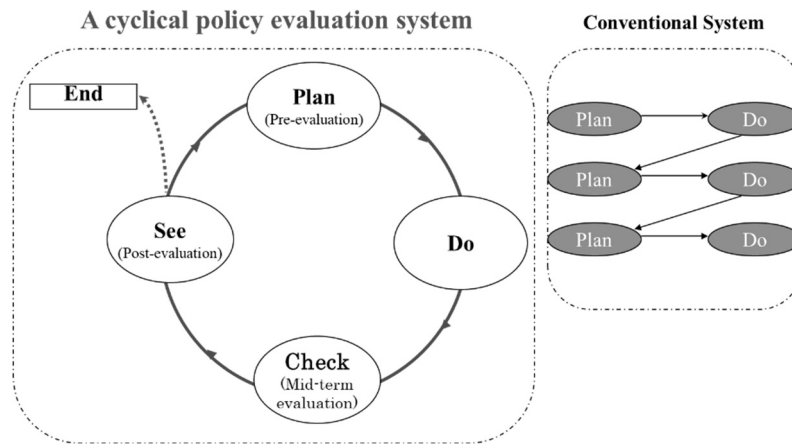 A cyclical policy evaluation system
Conventional System
End
Plan
(Pre-evaluation)
See
(Post-evaluation)
Do
Check
(Mid-term
evaluation)
Plan
Do
Plan
Do
Plan
Do